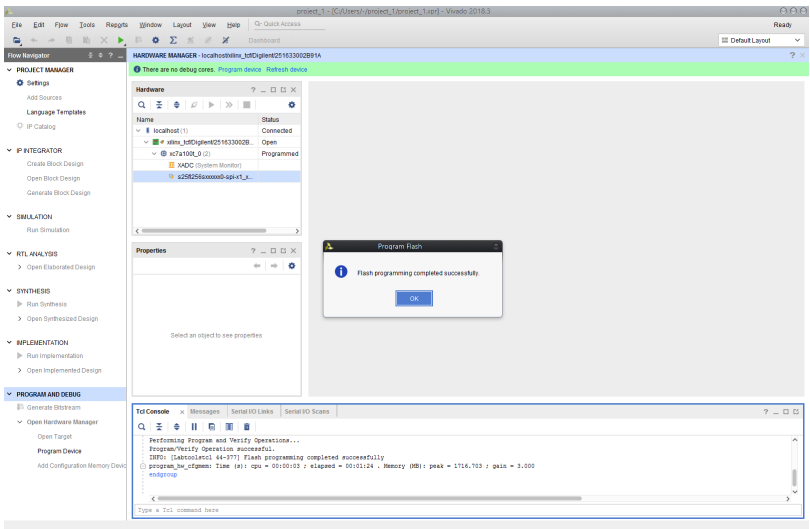 project_1 - [C:/Users/-/project_1/project_1.xpr] - Vivado 2018.3
File Edit Flow Tools Reports Window Layout View Help Q- Quick Access Ready
Dashboard Default Layout
Flow Navigator
HARDWARE MANAGER - localhost/xilinx_tcf/Digilent/251633002B91A
There are no debug cores. Program device Refresh device
PROJECT MANAGER
Settings
Add Sources
Language Templates
IP Catalog
IP INTEGRATOR
Create Block Design
Open Block Design
Generate Block Design
SIMULATION
Run Simulation
RTL ANALYSIS
Open Elaborated Design
SYNTHESIS
Run Synthesis
Open Synthesized Design
IMPLEMENTATION
Run Implementation
Open Implemented Design
PROGRAM AND DEBUG
Generate Bitstream
Open Hardware Manager
Open Target
Program Device
Add Configuration Memory Devic
Hardware
Name Status
localhost (1) Connected
xilinx_tcf/Digilent/251633002B... Open
xc7a100t_0 (2) Programmed
XADC (System Monitor)
s25fl256sxxxxxx0-spi-x1_x...
Properties
Select an object to see properties
Program Flash
Flash programming completed successfully.
OK
Tcl Console Messages Serial I/O Links Serial I/O Scans
Performing Program and Verify Operations...
Program/Verify Operation successful.
INFO: [Labtoolstcl 44-377] Flash programming completed successfully
program_hw_cfgmem: Time (s): cpu = 00:00:03 ; elapsed = 00:01:24 . Memory (MB): peak = 1716.703 ; gain = 3.000
endgroup
Type a Tcl command here